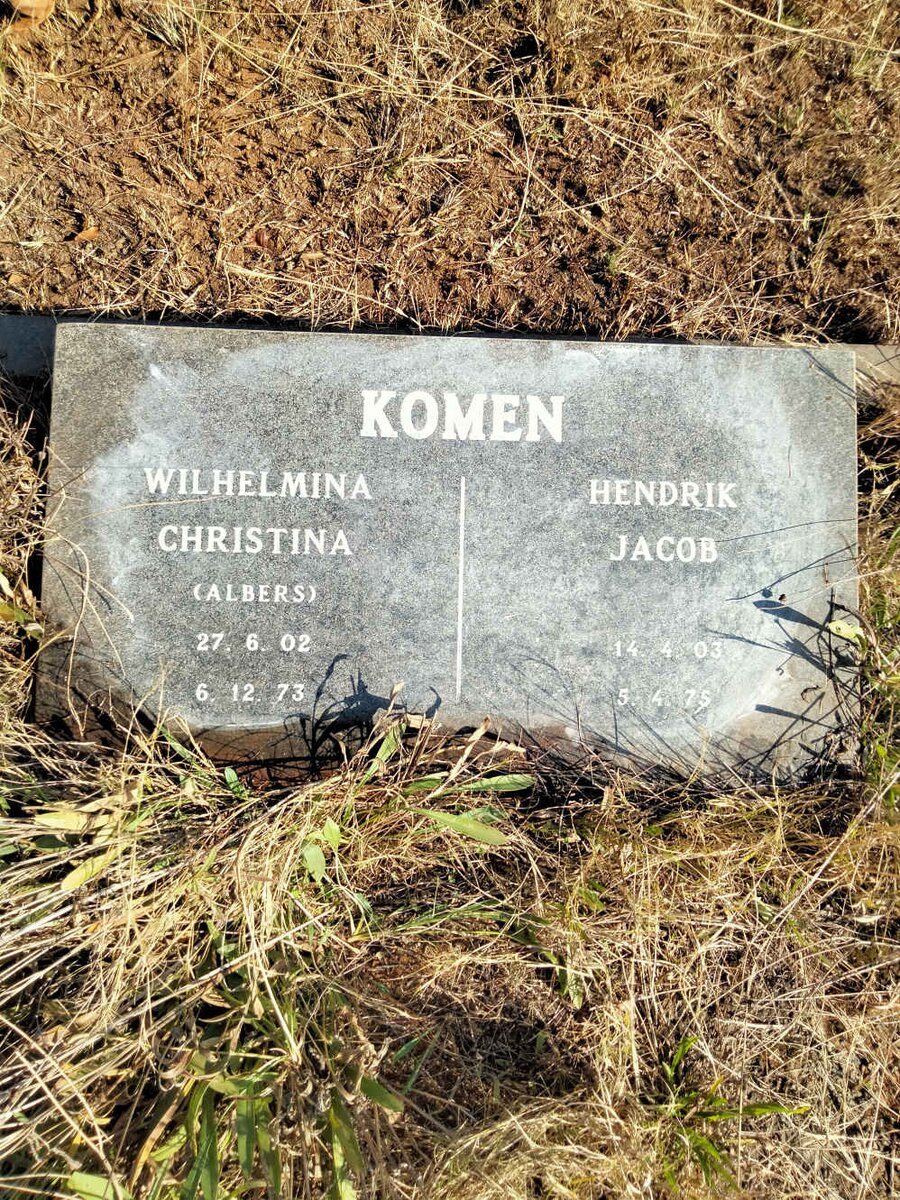 KOMEN
WILHELMINA
CHRISTINA
(ALBERS)
27. 6. 02
6. 12. 73
HENDRIK
JACOB
14. 4. 03
5. 4. 75